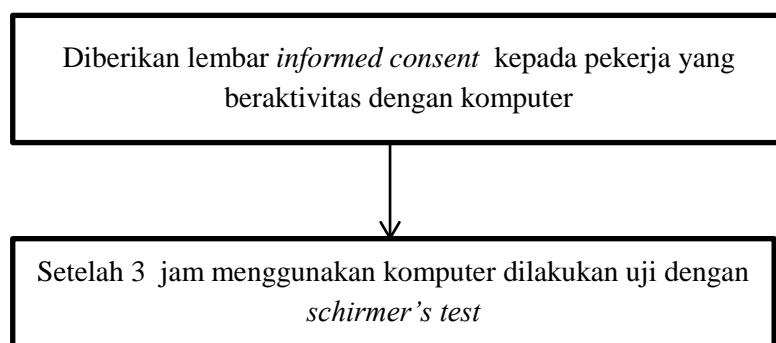 Diberikan lembar informed consent kepada pekerja yang
beraktivitas dengan komputer
Setelah 3 jam menggunakan komputer dilakukan uji dengan
schirmer’s test